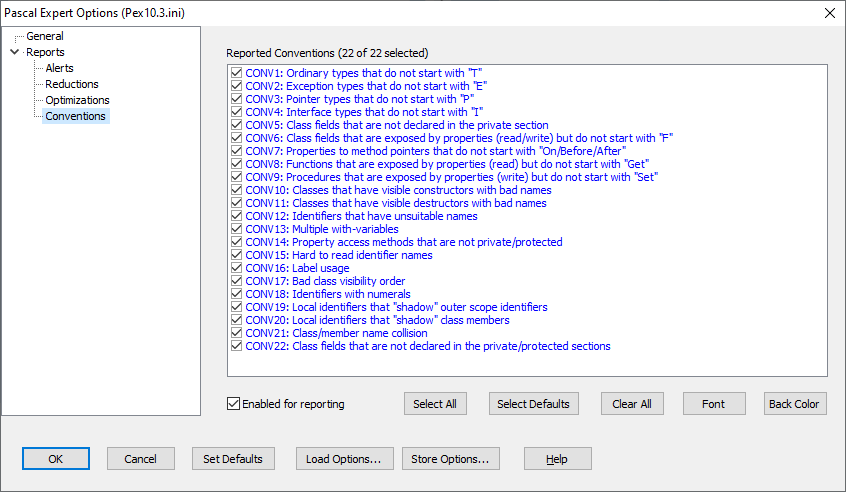 Pascal Expert Options (Pex10.3.ini)
General
Reports
Alerts
Reductions
Optimizations
Conventions
Reported Conventions (22 of 22 selected)
CONV1: Ordinary types that do not start with "T"
CONV2: Exception types that do not start with "E"
CONV3: Pointer types that do not start with "P"
CONV4: Interface types that do not start with "I"
CONV5: Class fields that are not declared in the private section
CONV6: Class fields that are exposed by properties (read/write) but do not start with "F"
CONV7: Properties to method pointers that do not start with "On/Before/After"
CONV8: Functions that are exposed by properties (read) but do not start with "Get"
CONV9: Procedures that are exposed by properties (write) but do not start with "Set"
CONV10: Classes that have visible constructors with bad names
CONV11: Classes that have visible destructors with bad names
CONV12: Identifiers that have unsuitable names
CONV13: Multiple with-variables
CONV14: Property access methods that are not private/protected
CONV15: Hard to read identifier names
CONV16: Label usage
CONV17: Bad class visibility order
CONV18: Identifiers with numerals
CONV19: Local identifiers that "shadow" outer scope identifiers
CONV20: Local identifiers that "shadow" class members
CONV21: Class/member name collision
CONV22: Class fields that are not declared in the private/protected sections
Enabled for reporting
Select All
Select Defaults
Clear All
Font
Back Color
OK
Cancel
Set Defaults
Load Options...
Store Options...
Help